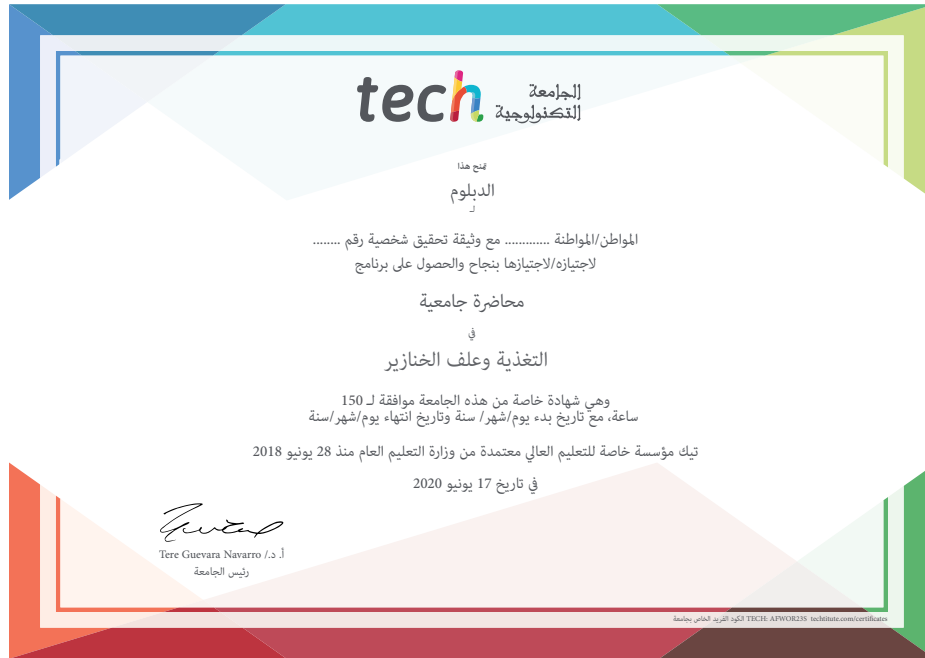 tech الجامعة
التكنولوجية
تمنح هذا
الدبلوم
لـ
المواطن/المواطنة ............. مع وثيقة تحقيق شخصية رقم ........
لاجتيازه/لاجتيازها بنجاح والحصول على برنامج
محاضرة جامعية
في
التغذية وعلف الخنازير
وهي شهادة خاصة من هذه الجامعة موافقة لـ 150
ساعة، مع تاريخ بدء يوم/شهر/ سنة وتاريخ انتهاء يوم/شهر/سنة
تيك مؤسسة خاصة للتعليم العالي معتمدة من وزارة التعليم العام منذ 28 يونيو 2018
في تاريخ 17 يونيو 2020
أ. د./ Tere Guevara Navarro
رئيس الجامعة
الكود الفريد الخاص بجامعة TECH: AFWOR23S techtitute.com/certificates